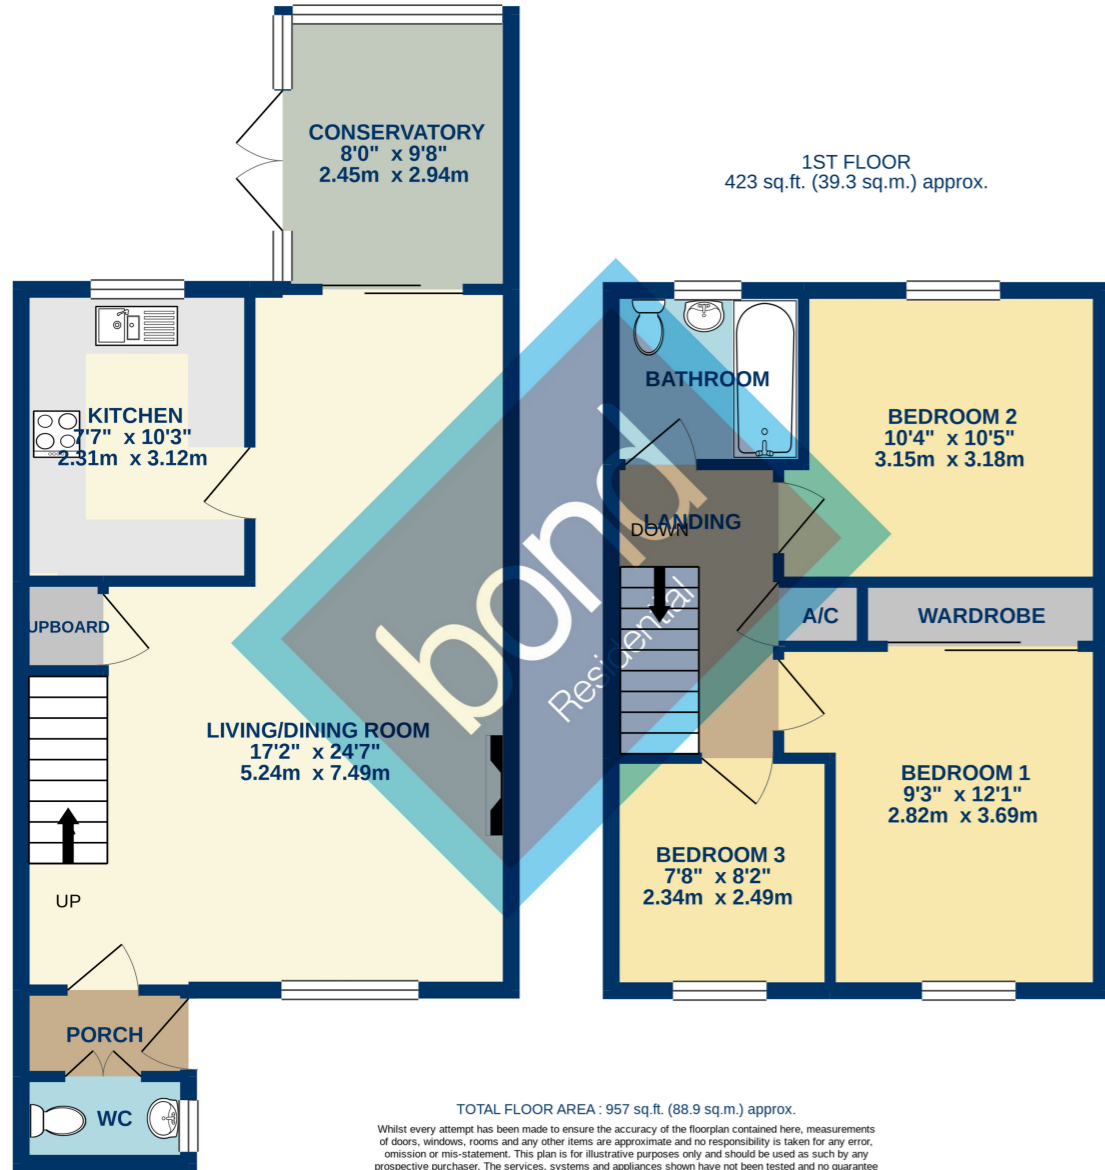 CONSERVATORY
8'0" x 9'8"
2.45m x 2.94m
1ST FLOOR
423 sq.ft. (39.3 sq.m.) approx.
KITCHEN
7'7" x 10'3"
2.31m x 3.12m
BATHROOM
BEDROOM 2
10'4" x 10'5"
3.15m x 3.18m
LANDING
DOWN
UPBOARD
A/C
WARDROBE
bond
Residential
LIVING/DINING ROOM
17'2" x 24'7"
5.24m x 7.49m
BEDROOM 1
9'3" x 12'1"
2.82m x 3.69m
BEDROOM 3
7'8" x 8'2"
2.34m x 2.49m
UP
PORCH
WC
TOTAL FLOOR AREA : 957 sq.ft. (88.9 sq.m.) approx.
Whilst every attempt has been made to ensure the accuracy of the floorplan contained here, measurements
of doors, windows, rooms and any other items are approximate and no responsibility is taken for any error,
omission or mis-statement. This plan is for illustrative purposes only and should be used as such by any
prospective purchaser. The services, systems and appliances shown have not been tested and no guarantee